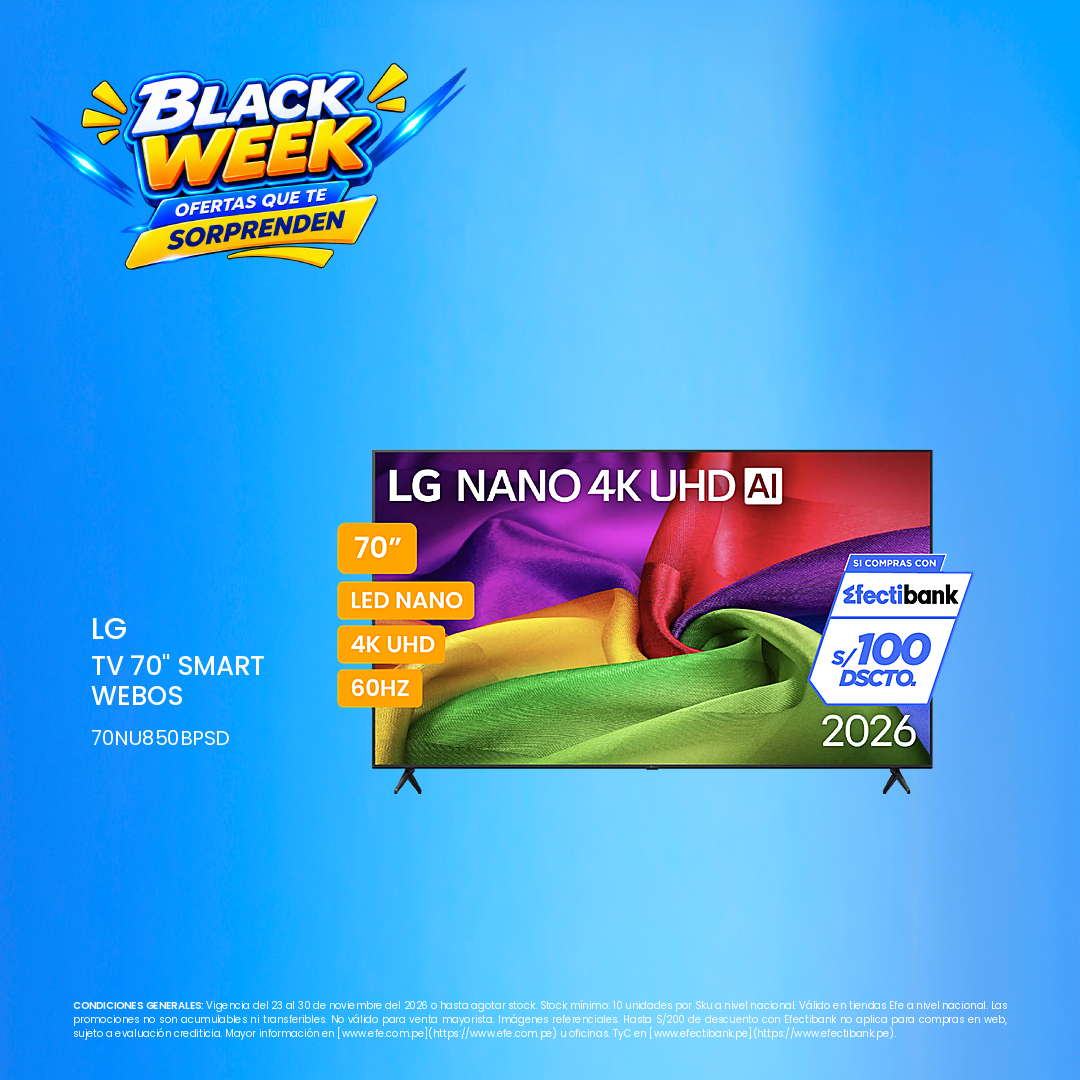 BLACK
WEEK
OFERTAS QUE TE
SORPRENDEN
LG NANO 4K UHD AI
70”
LED NANO
4K UHD
60HZ
SI COMPRAS CON
Efectibank
S/100
DSCTO.
2026
LG
TV 70" SMART
WEBOS
70NU850BPSD
CONDICIONES GENERALES: Vigencia del 23 al 30 de noviembre del 2026 o hasta agotar stock. Stock mínimo: 10 unidades por Sku a nivel nacional. Válido en tiendas Efe a nivel nacional. Las
promociones no son acumulables ni transferibles. No válido para venta mayorista. Imágenes referenciales. Hasta S/200 de descuento con Efectibank no aplica para compras en web,
sujeto a evaluación crediticia. Mayor información en [www.efe.com.pe](https://www.efe.com.pe) u oficinas. TyC en [www.efectibank.pe](https://www.efectibank.pe).